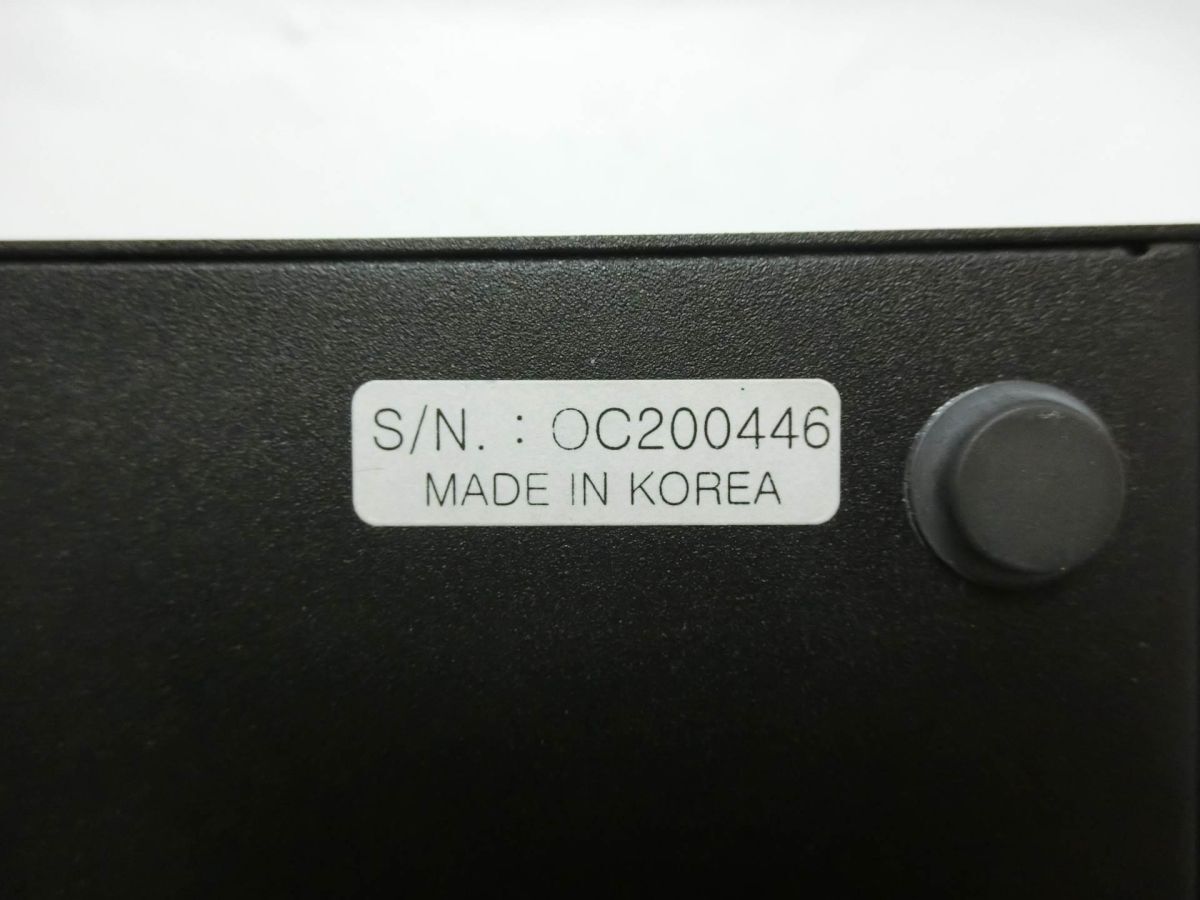 S/N. : OC200446
MADE IN KOREA